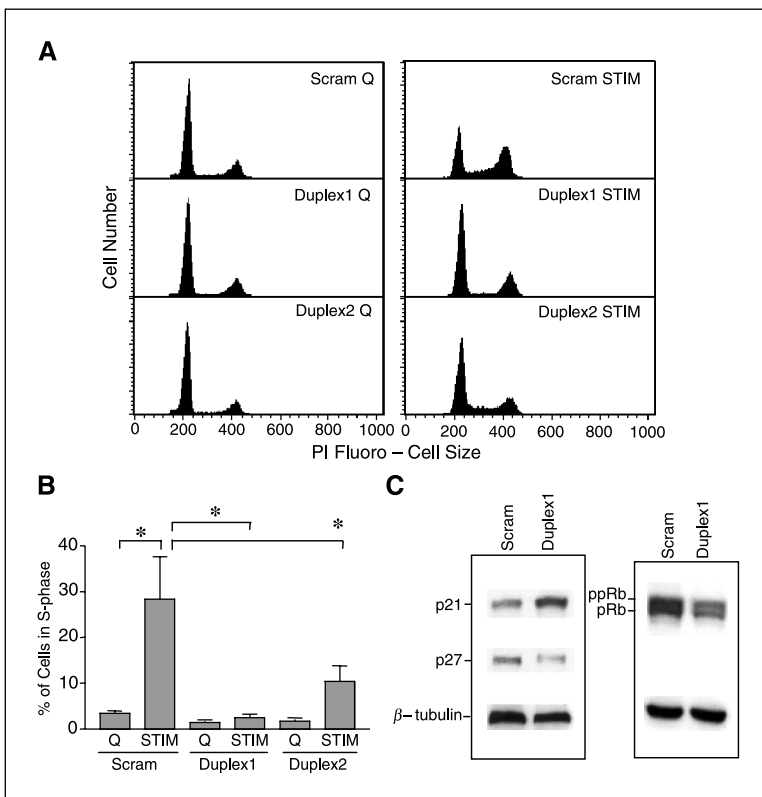 A
Scram Q
Scram STIM
Duplex1 Q
Duplex1 STIM
Duplex2 Q
Duplex2 STIM
Cell Number
0 200 400 600 800 1000
0 200 400 600 800 1000
PI Fluoro – Cell Size
B
% of Cells in S-phase
40
30
20
10
0
*
*
*
Q STIM Q STIM Q STIM
Scram Duplex1 Duplex2
C
Scram Duplex1
p21
p27
β– tubulin
Scram Duplex1
ppRb
pRb